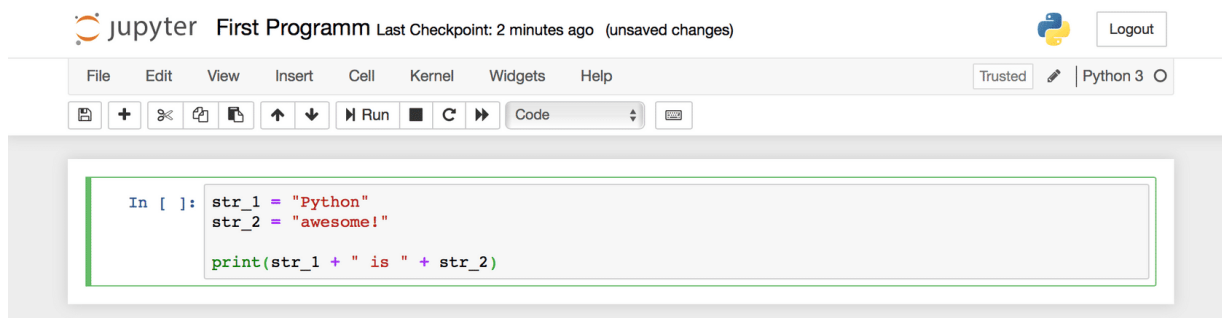 jupyter First Programm Last Checkpoint: 2 minutes ago (unsaved changes) Logout
File Edit View Insert Cell Kernel Widgets Help Trusted Python 3
Run Code
In [ ]: str_1 = "Python"
str_2 = "awesome!"
print(str_1 + " is " + str_2)